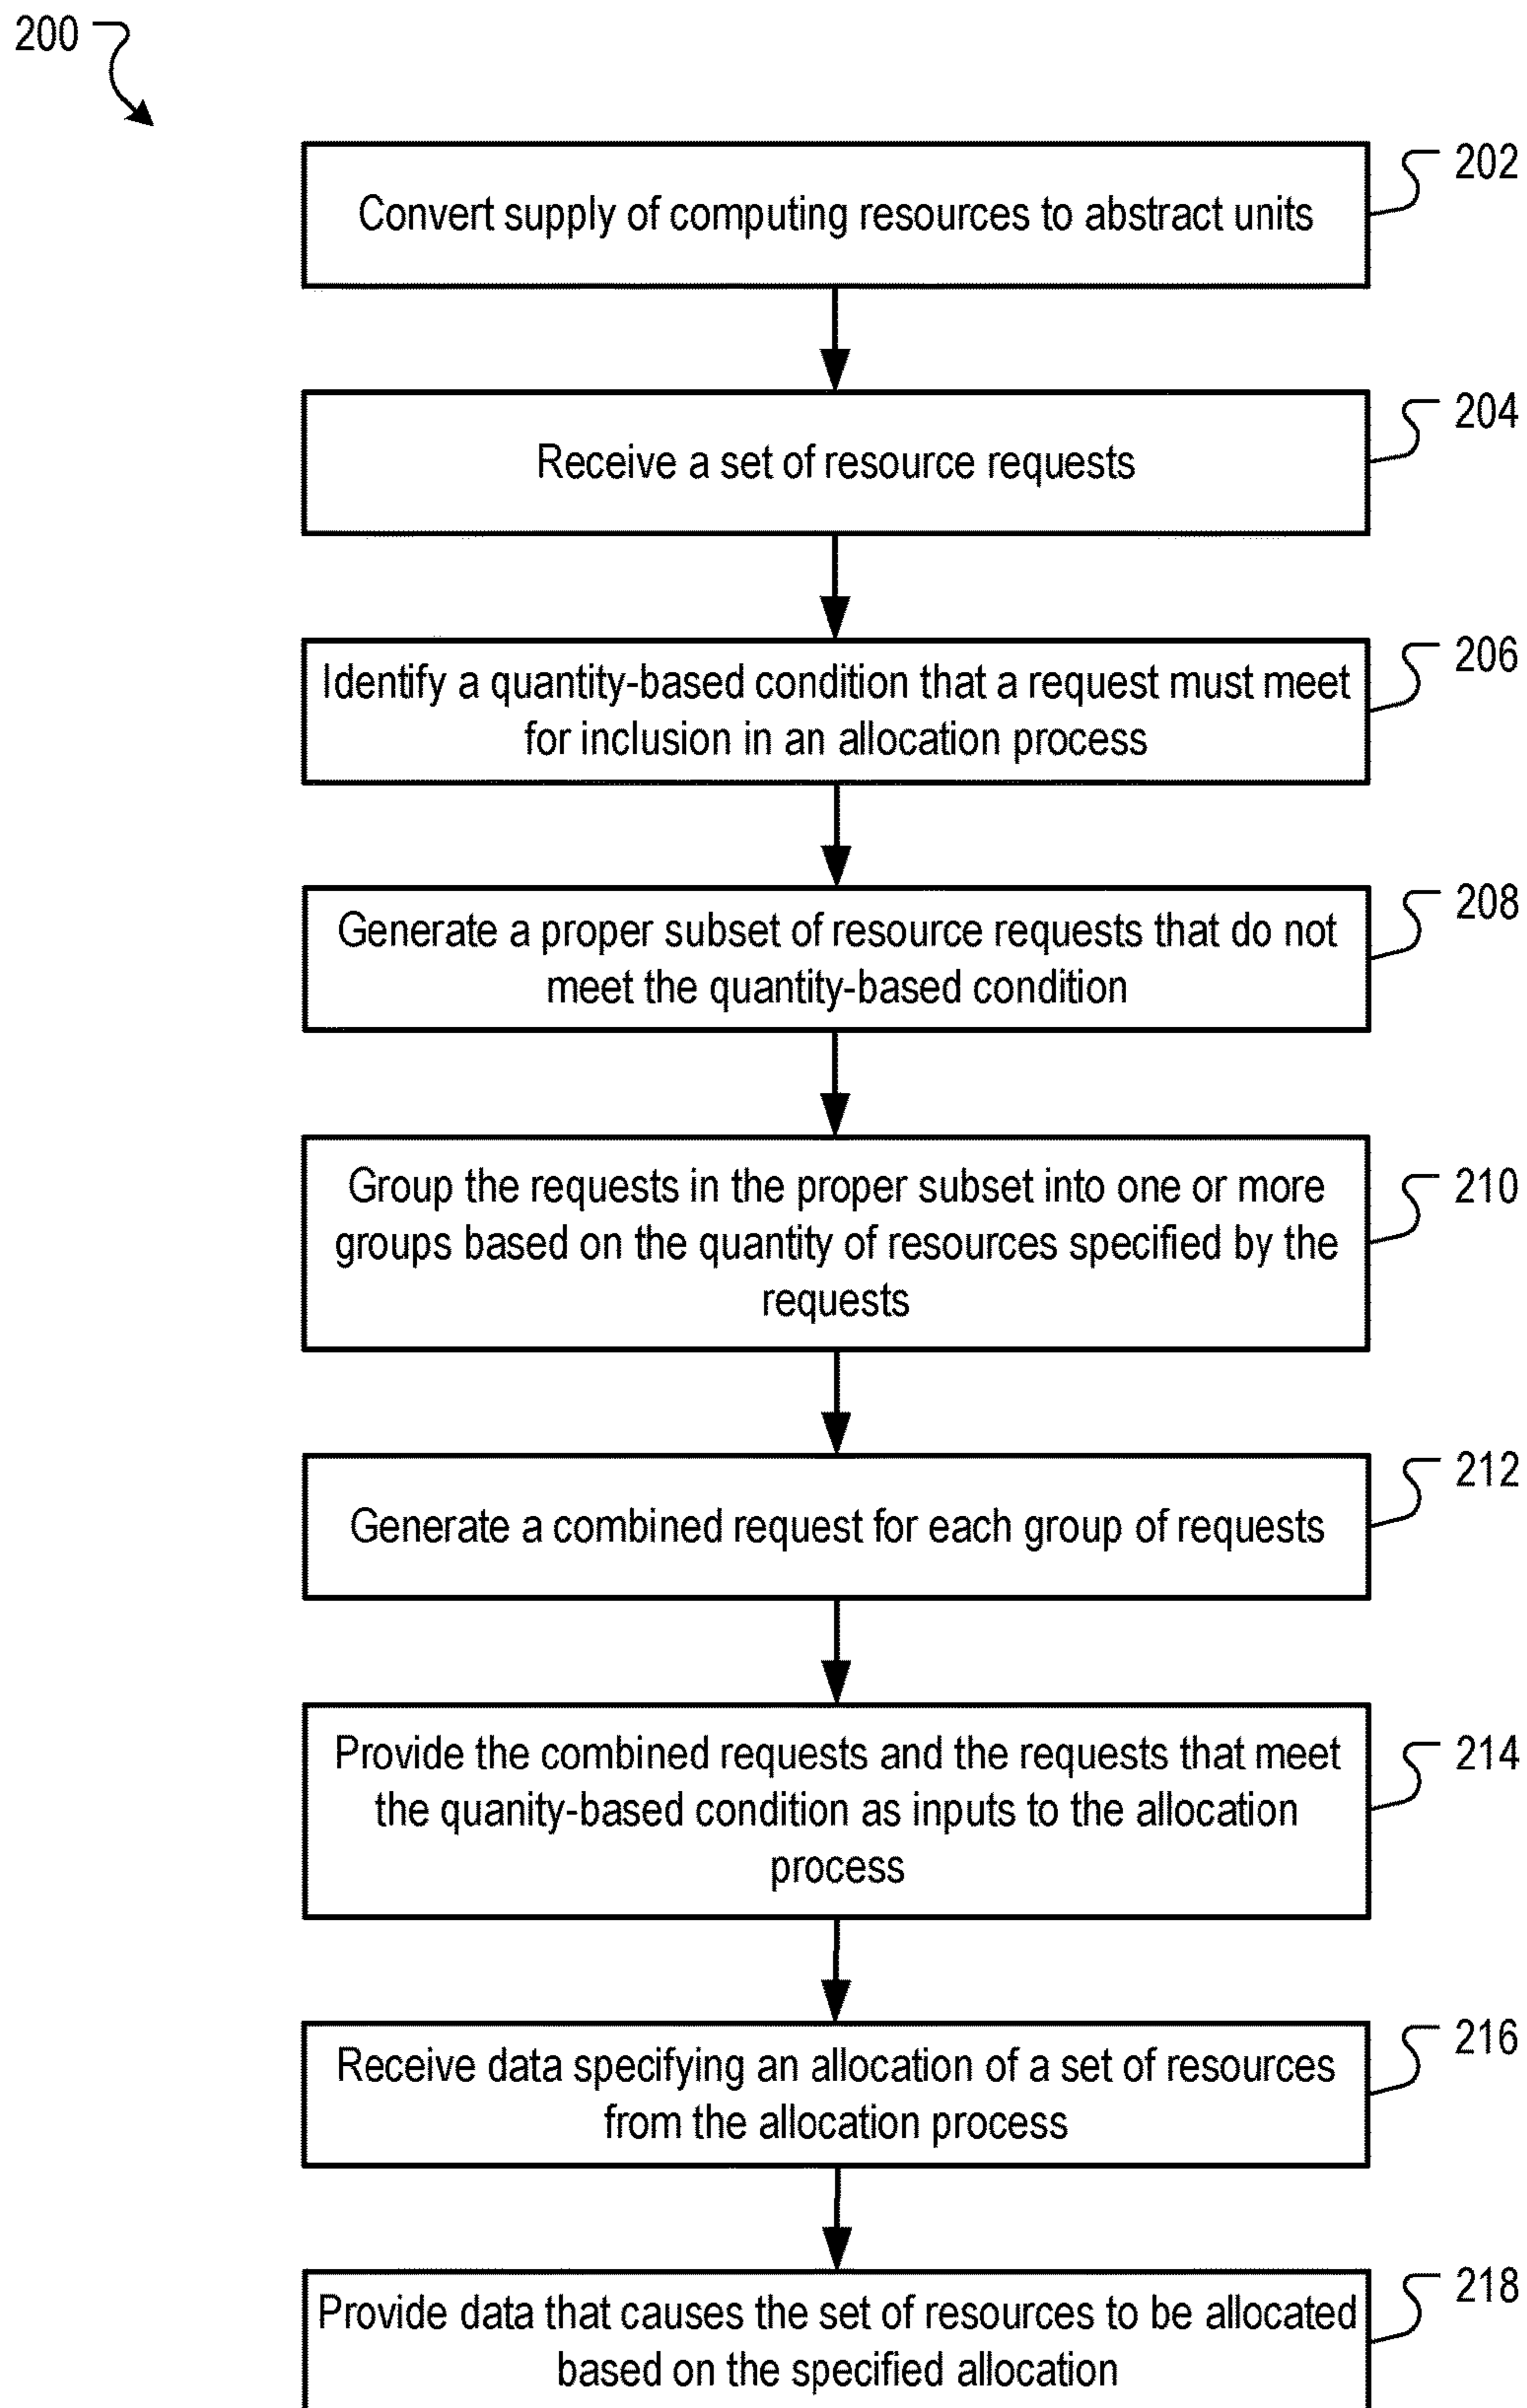 200
Convert supply of computing resources to abstract units
202
Receive a set of resource requests
204
Identify a quantity-based condition that a request must meet
for inclusion in an allocation process
206
Generate a proper subset of resource requests that do not
meet the quantity-based condition
208
Group the requests in the proper subset into one or more
groups based on the quantity of resources specified by the
requests
210
Generate a combined request for each group of requests
212
Provide the combined requests and the requests that meet
the quanity-based condition as inputs to the allocation
process
214
Receive data specifying an allocation of a set of resources
from the allocation process
216
Provide data that causes the set of resources to be allocated
based on the specified allocation
218